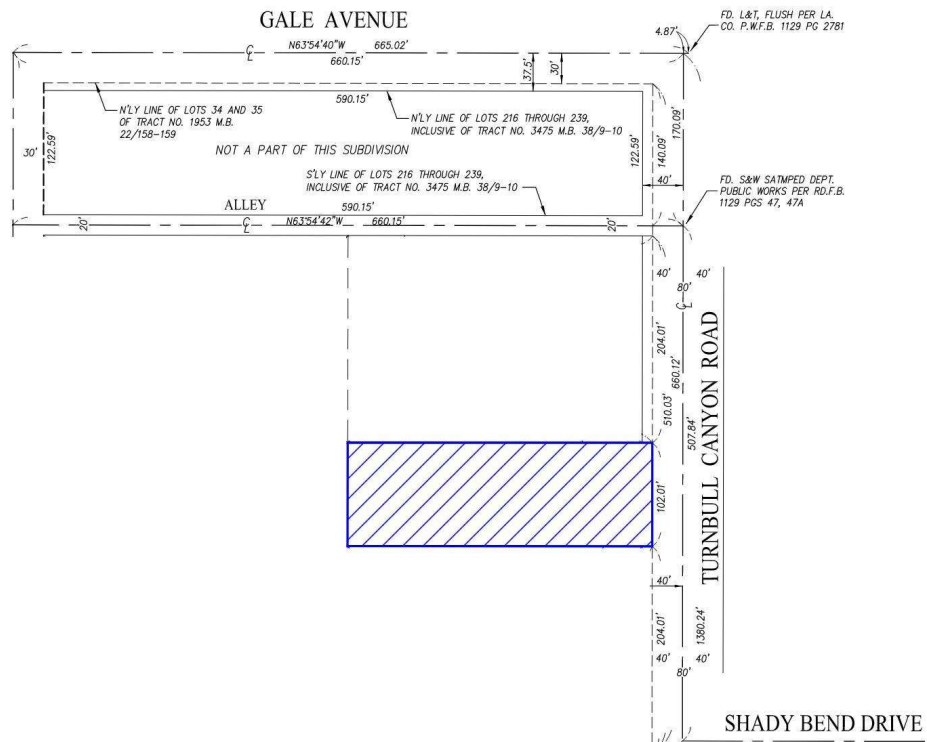 GALE AVENUE
N63°54'40"W 665.02'
660.15'
CL
4.87'
FD. L&T, FLUSH PER LA.
CO. P.W.F.B. 1129 PG 2781
37.5'
30'
590.15'
N'LY LINE OF LOTS 34 AND 35
OF TRACT NO. 1953 M.B.
22/158-159
N'LY LINE OF LOTS 216 THROUGH 239,
INCLUSIVE OF TRACT NO. 3475 M.B. 38/9-10
30'
122.59'
NOT A PART OF THIS SUBDIVISION
122.59'
140.09'
170.09'
S'LY LINE OF LOTS 216 THROUGH 239,
INCLUSIVE OF TRACT NO. 3475 M.B. 38/9-10
40'
FD. S&W SATMPED DEPT.
PUBLIC WORKS PER RD.F.B.
1129 PGS 47, 47A
ALLEY
590.15'
20'
CL
N63°54'42"W 660.15'
20'
40' 40'
80'
CL
204.01'
660.12'
510.03'
507.84'
TURNBULL CANYON ROAD
102.01'
40'
204.01'
1380.24'
40' 40'
80'
SHADY BEND DRIVE